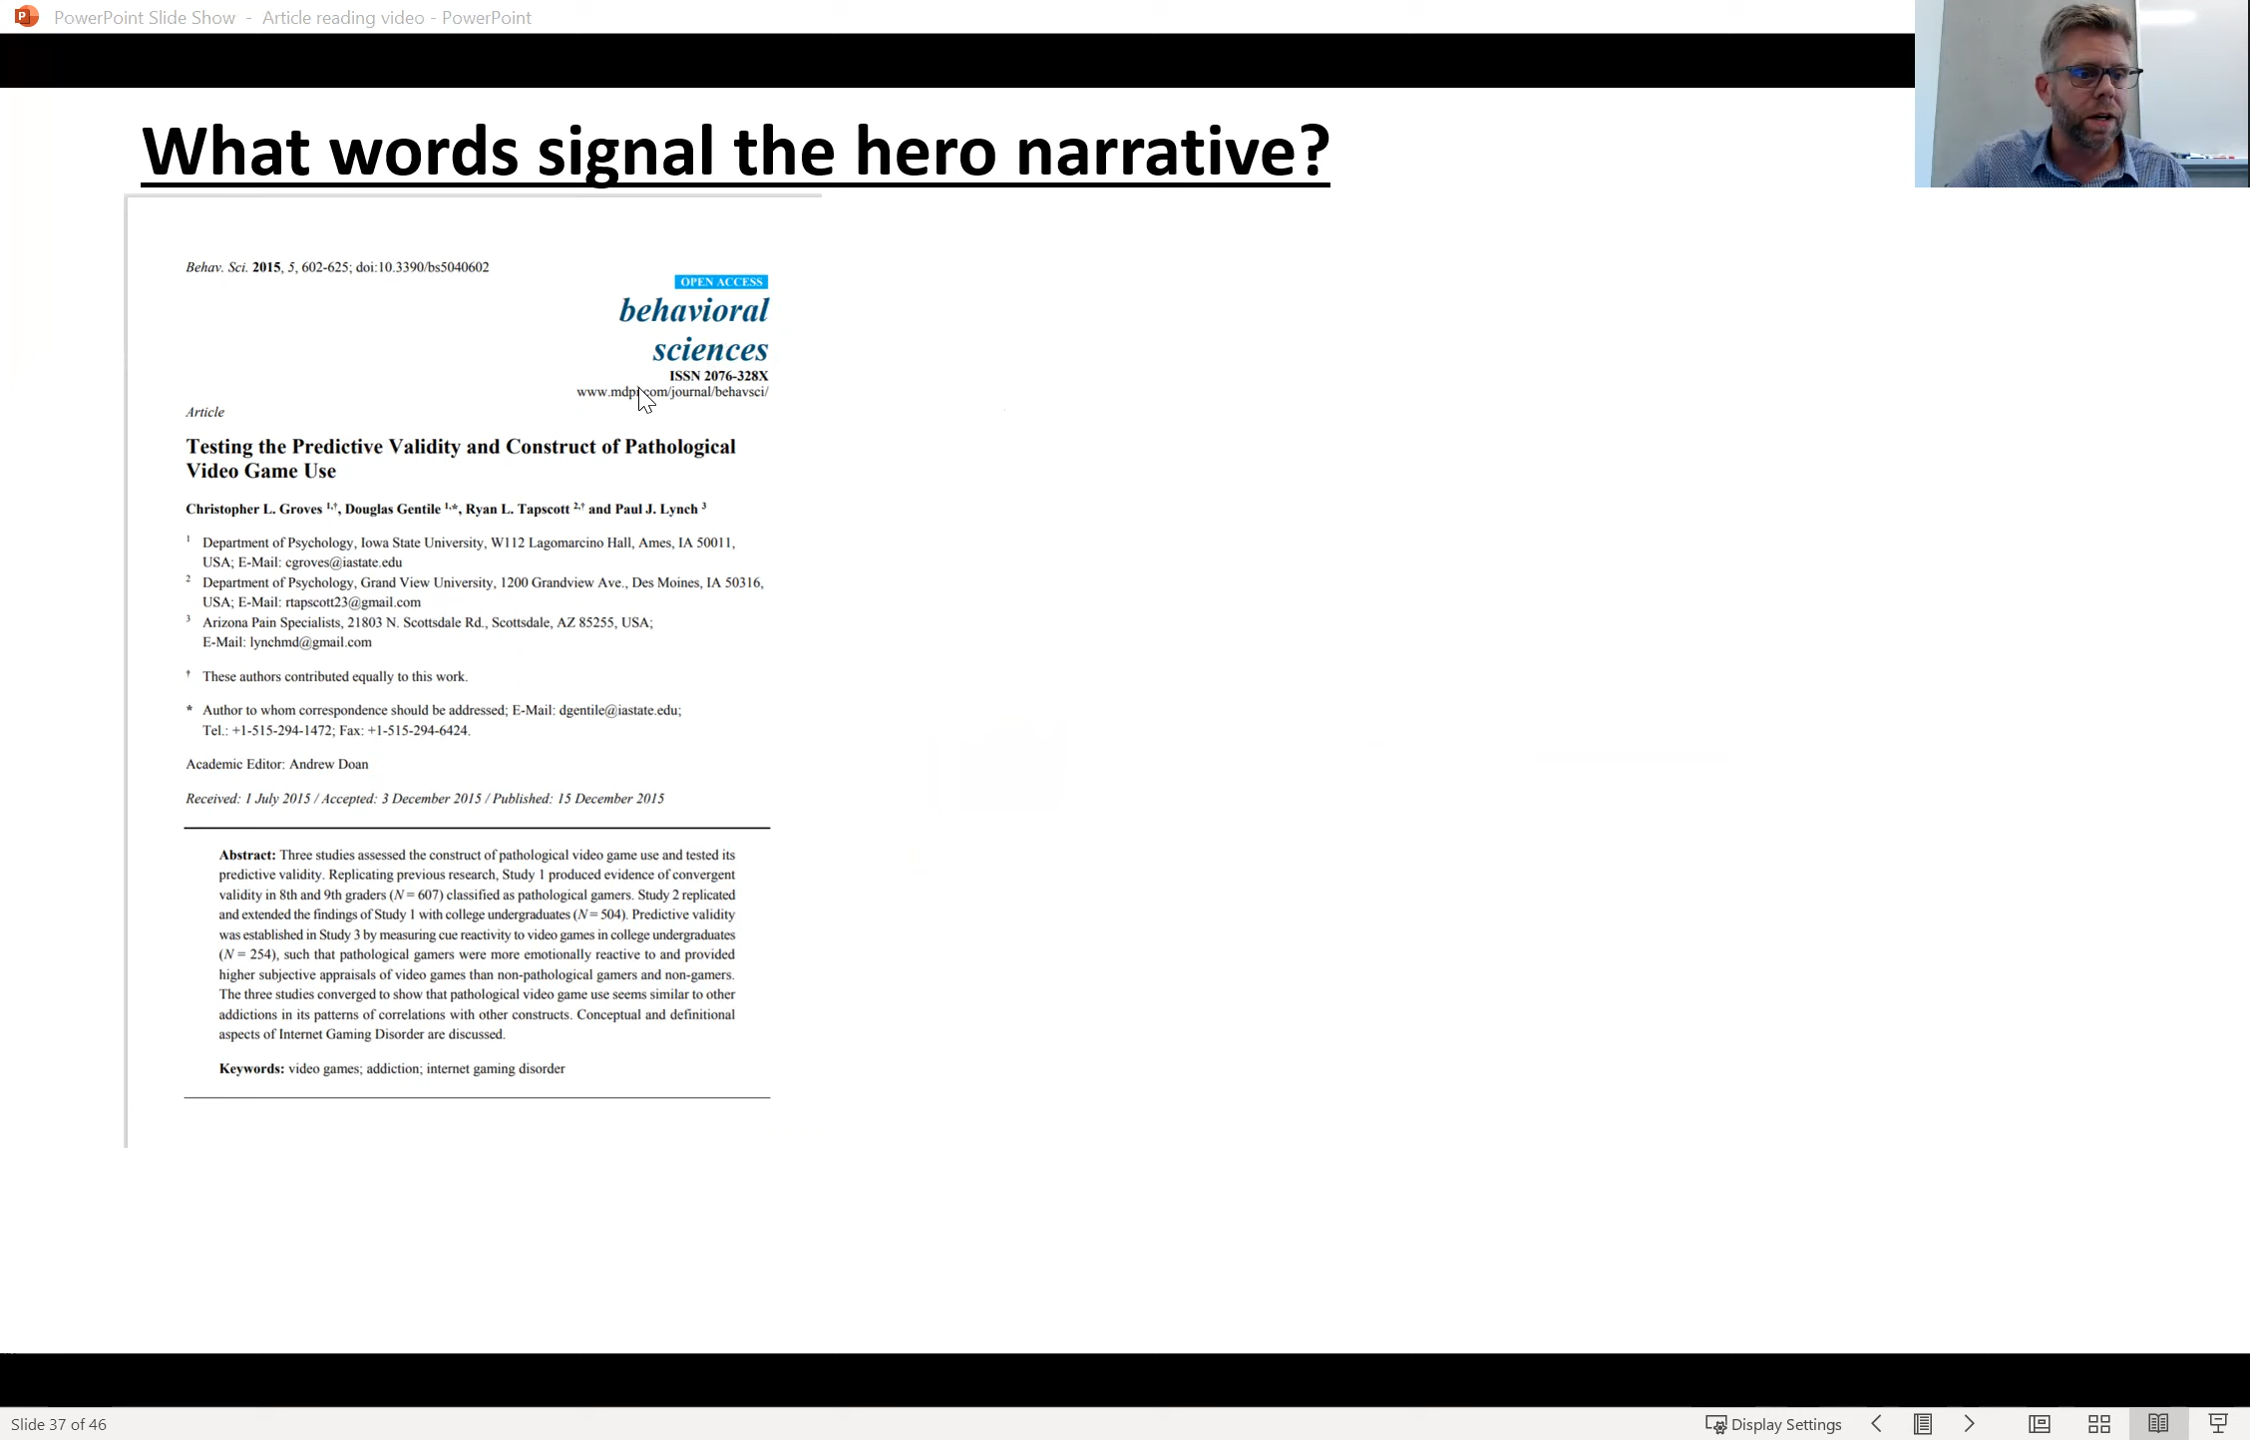 PowerPoint Slide Show - Article reading video - PowerPoint
What words signal the hero narrative?
Behav. Sci. 2015, 5, 602-625; doi:10.3390/bs5040602
OPEN ACCESS
behavioral
sciences
ISSN 2076-328X
www.mdpi.com/journal/behavsci/
Article
Testing the Predictive Validity and Construct of Pathological
Video Game Use
Christopher L. Groves 1,†, Douglas Gentile 1,*, Ryan L. Tapscott 2,† and Paul J. Lynch 3
1 Department of Psychology, Iowa State University, W112 Lagomarcino Hall, Ames, IA 50011,
USA; E-Mail: cgroves@iastate.edu
2 Department of Psychology, Grand View University, 1200 Grandview Ave., Des Moines, IA 50316,
USA; E-Mail: rtapscott23@gmail.com
3 Arizona Pain Specialists, 21803 N. Scottsdale Rd., Scottsdale, AZ 85255, USA;
E-Mail: lynchmd@gmail.com
† These authors contributed equally to this work.
* Author to whom correspondence should be addressed; E-Mail: dgentile@iastate.edu;
Tel.: +1-515-294-1472; Fax: +1-515-294-6424.
Academic Editor: Andrew Doan
Received: 1 July 2015 / Accepted: 3 December 2015 / Published: 15 December 2015
Abstract: Three studies assessed the construct of pathological video game use and tested its
predictive validity. Replicating previous research, Study 1 produced evidence of convergent
validity in 8th and 9th graders (N = 607) classified as pathological gamers. Study 2 replicated
and extended the findings of Study 1 with college undergraduates (N = 504). Predictive validity
was established in Study 3 by measuring cue reactivity to video games in college undergraduates
(N = 254), such that pathological gamers were more emotionally reactive to and provided
higher subjective appraisals of video games than non-pathological gamers and non-gamers.
The three studies converged to show that pathological video game use seems similar to other
addictions in its patterns of correlations with other constructs. Conceptual and definitional
aspects of Internet Gaming Disorder are discussed.
Keywords: video games; addiction; internet gaming disorder
Slide 37 of 46
Display Settings